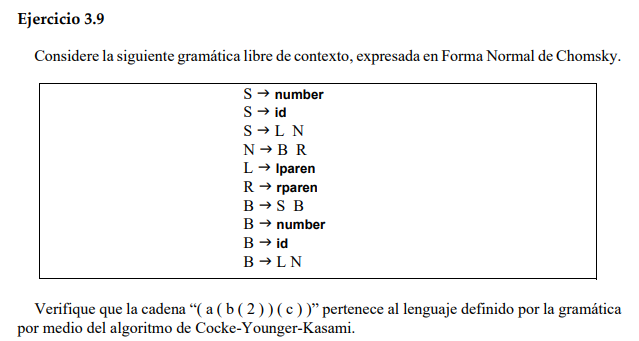 Ejercicio 3.9
Considere la siguiente gramática libre de contexto, expresada en Forma Normal de Chomsky.
S → number
S → id
S → L N
N → B R
L → lparen
R → rparen
B → S B
B → number
B → id
B → L N
Verifique que la cadena “( a ( b ( 2 ) ) ( c ) )” pertenece al lenguaje definido por la gramática
por medio del algoritmo de Cocke-Younger-Kasami.